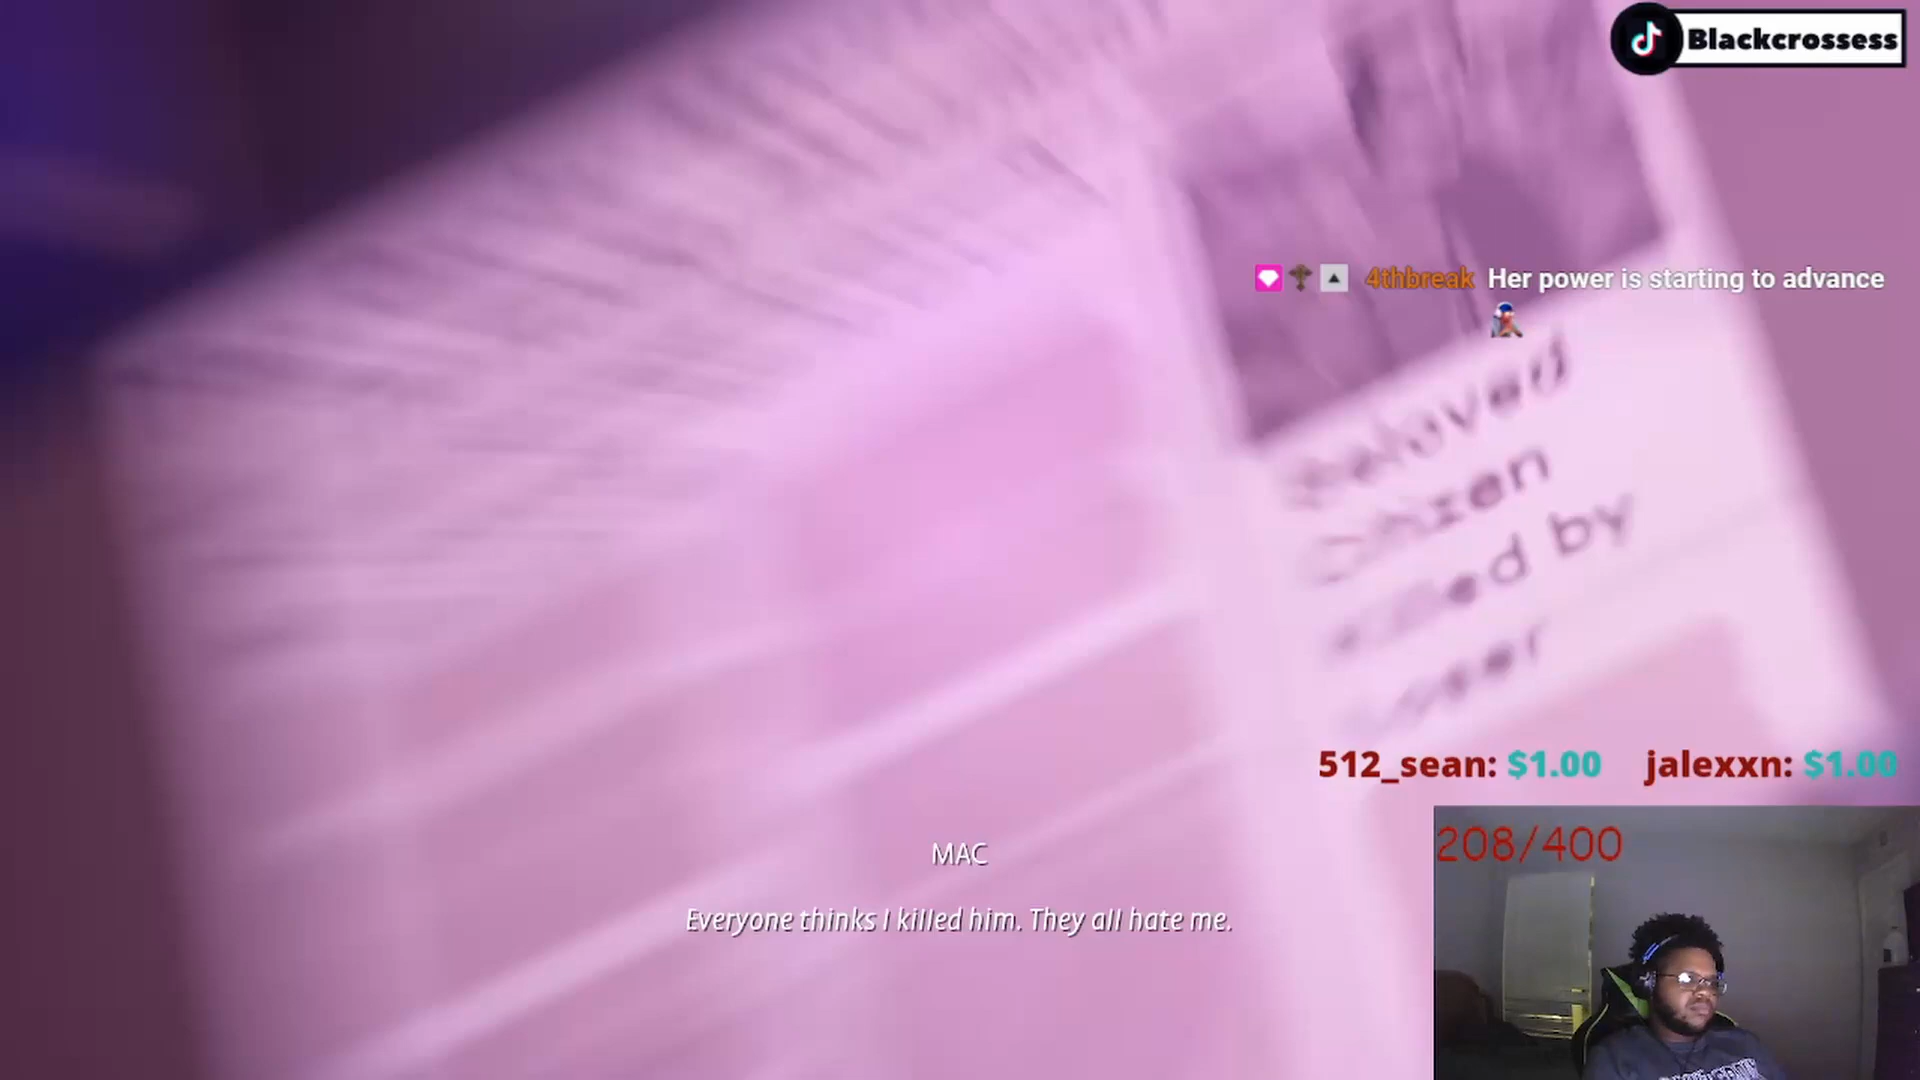 Blackcrossess
4thbreak Her power is starting to advance
Beloved
Citizen
Killed by
512_sean: $1.00 jalexxn: $1.00
208/400
MAC
Everyone thinks I killed him. They all hate me.